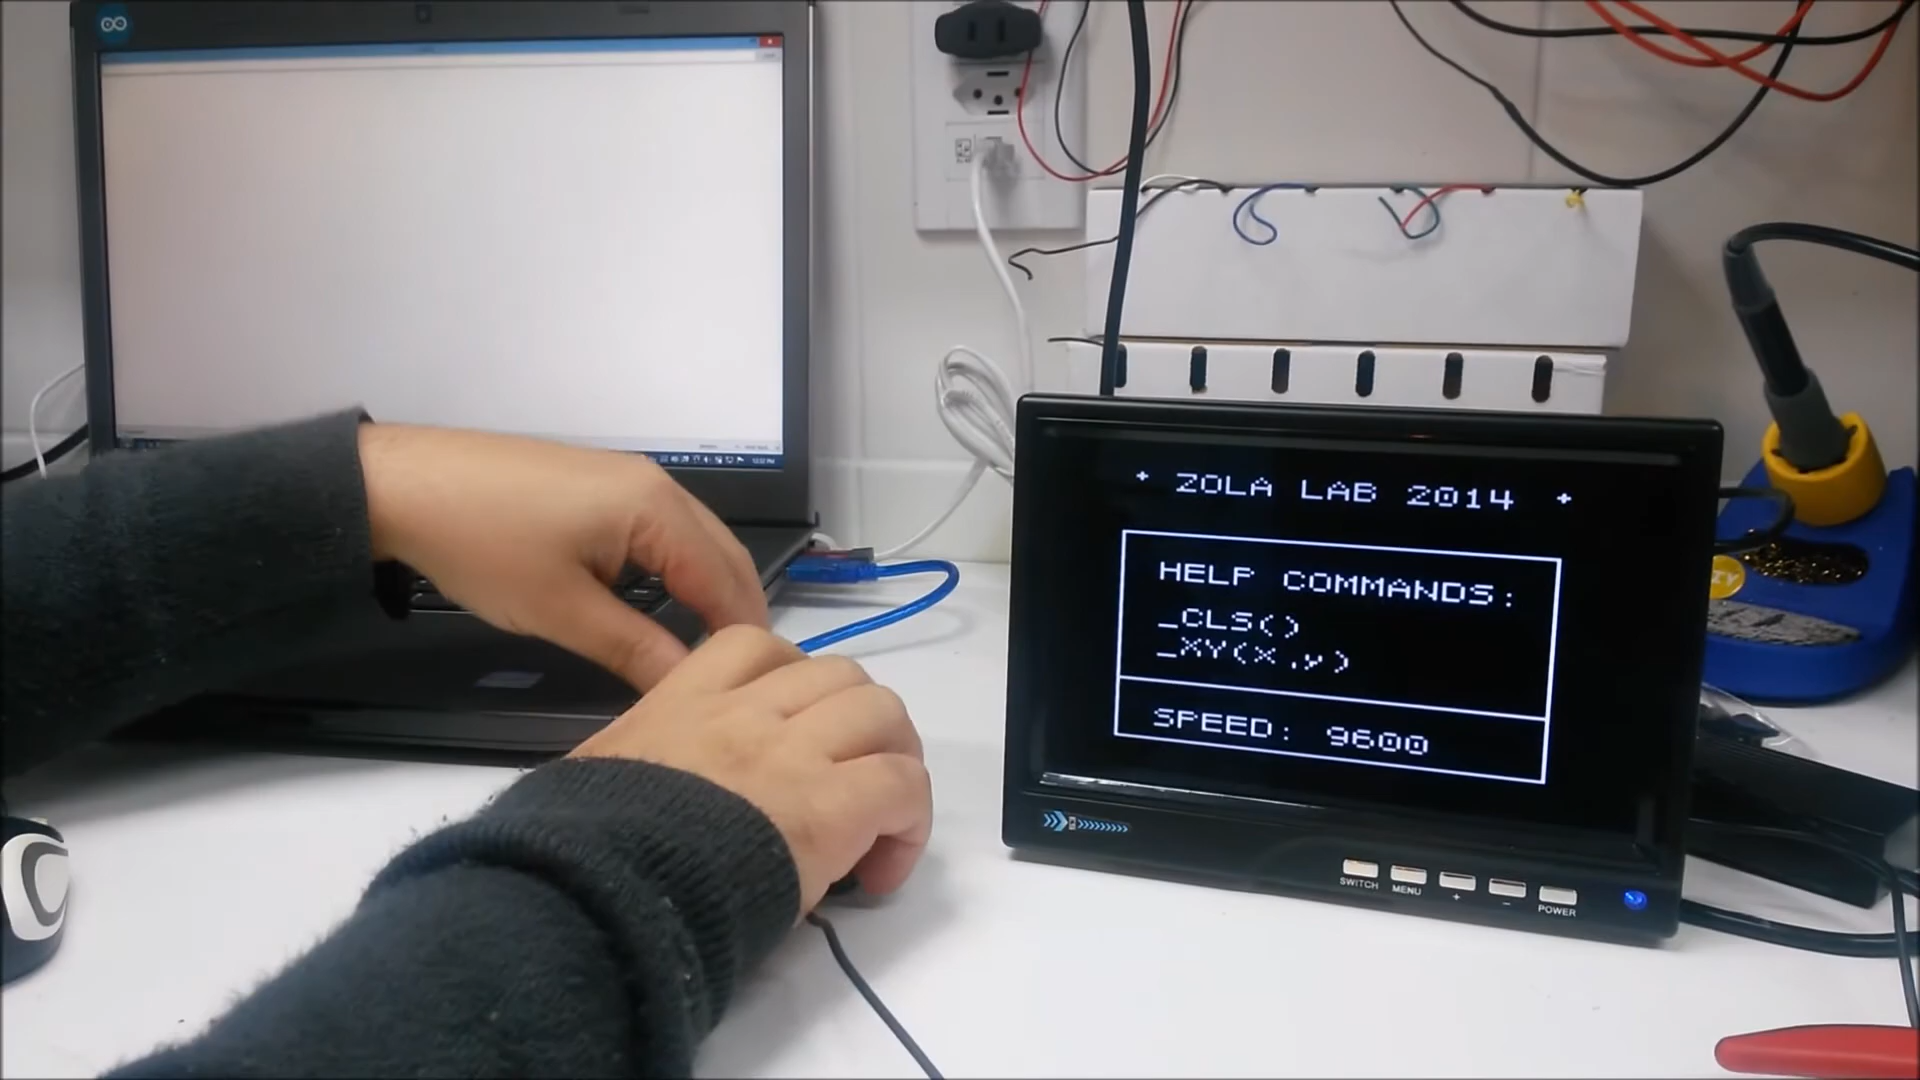 + ZOLA LAB 2014 +
HELP COMMANDS:
_CLS()
_XY(x,y)
SPEED: 9600
SWITCH
MENU
+
-
POWER